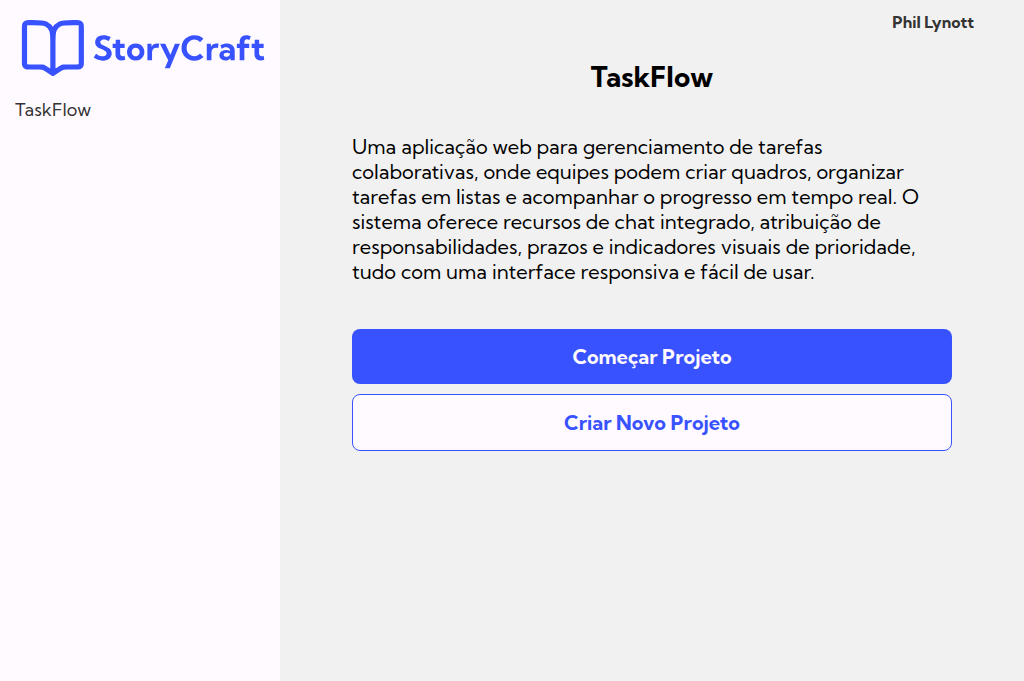 StoryCraft
TaskFlow
Phil Lynott
TaskFlow
Uma aplicação web para gerenciamento de tarefas
colaborativas, onde equipes podem criar quadros, organizar
tarefas em listas e acompanhar o progresso em tempo real. O
sistema oferece recursos de chat integrado, atribuição de
responsabilidades, prazos e indicadores visuais de prioridade,
tudo com uma interface responsiva e fácil de usar.
Começar Projeto
Criar Novo Projeto